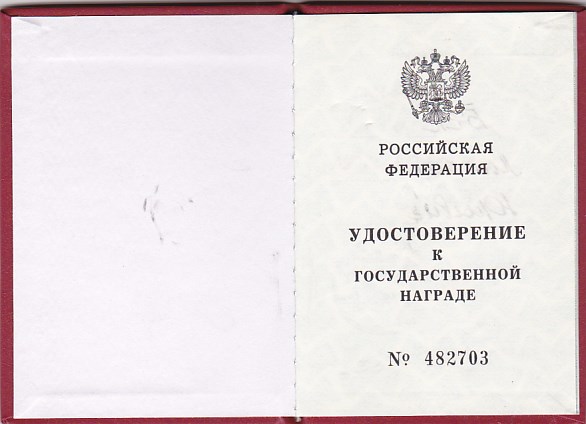 РОССИЙСКАЯ
ФЕДЕРАЦИЯ
УДОСТОВЕРЕНИЕ
К
ГОСУДАРСТВЕННОЙ
НАГРАДЕ
№ 482703